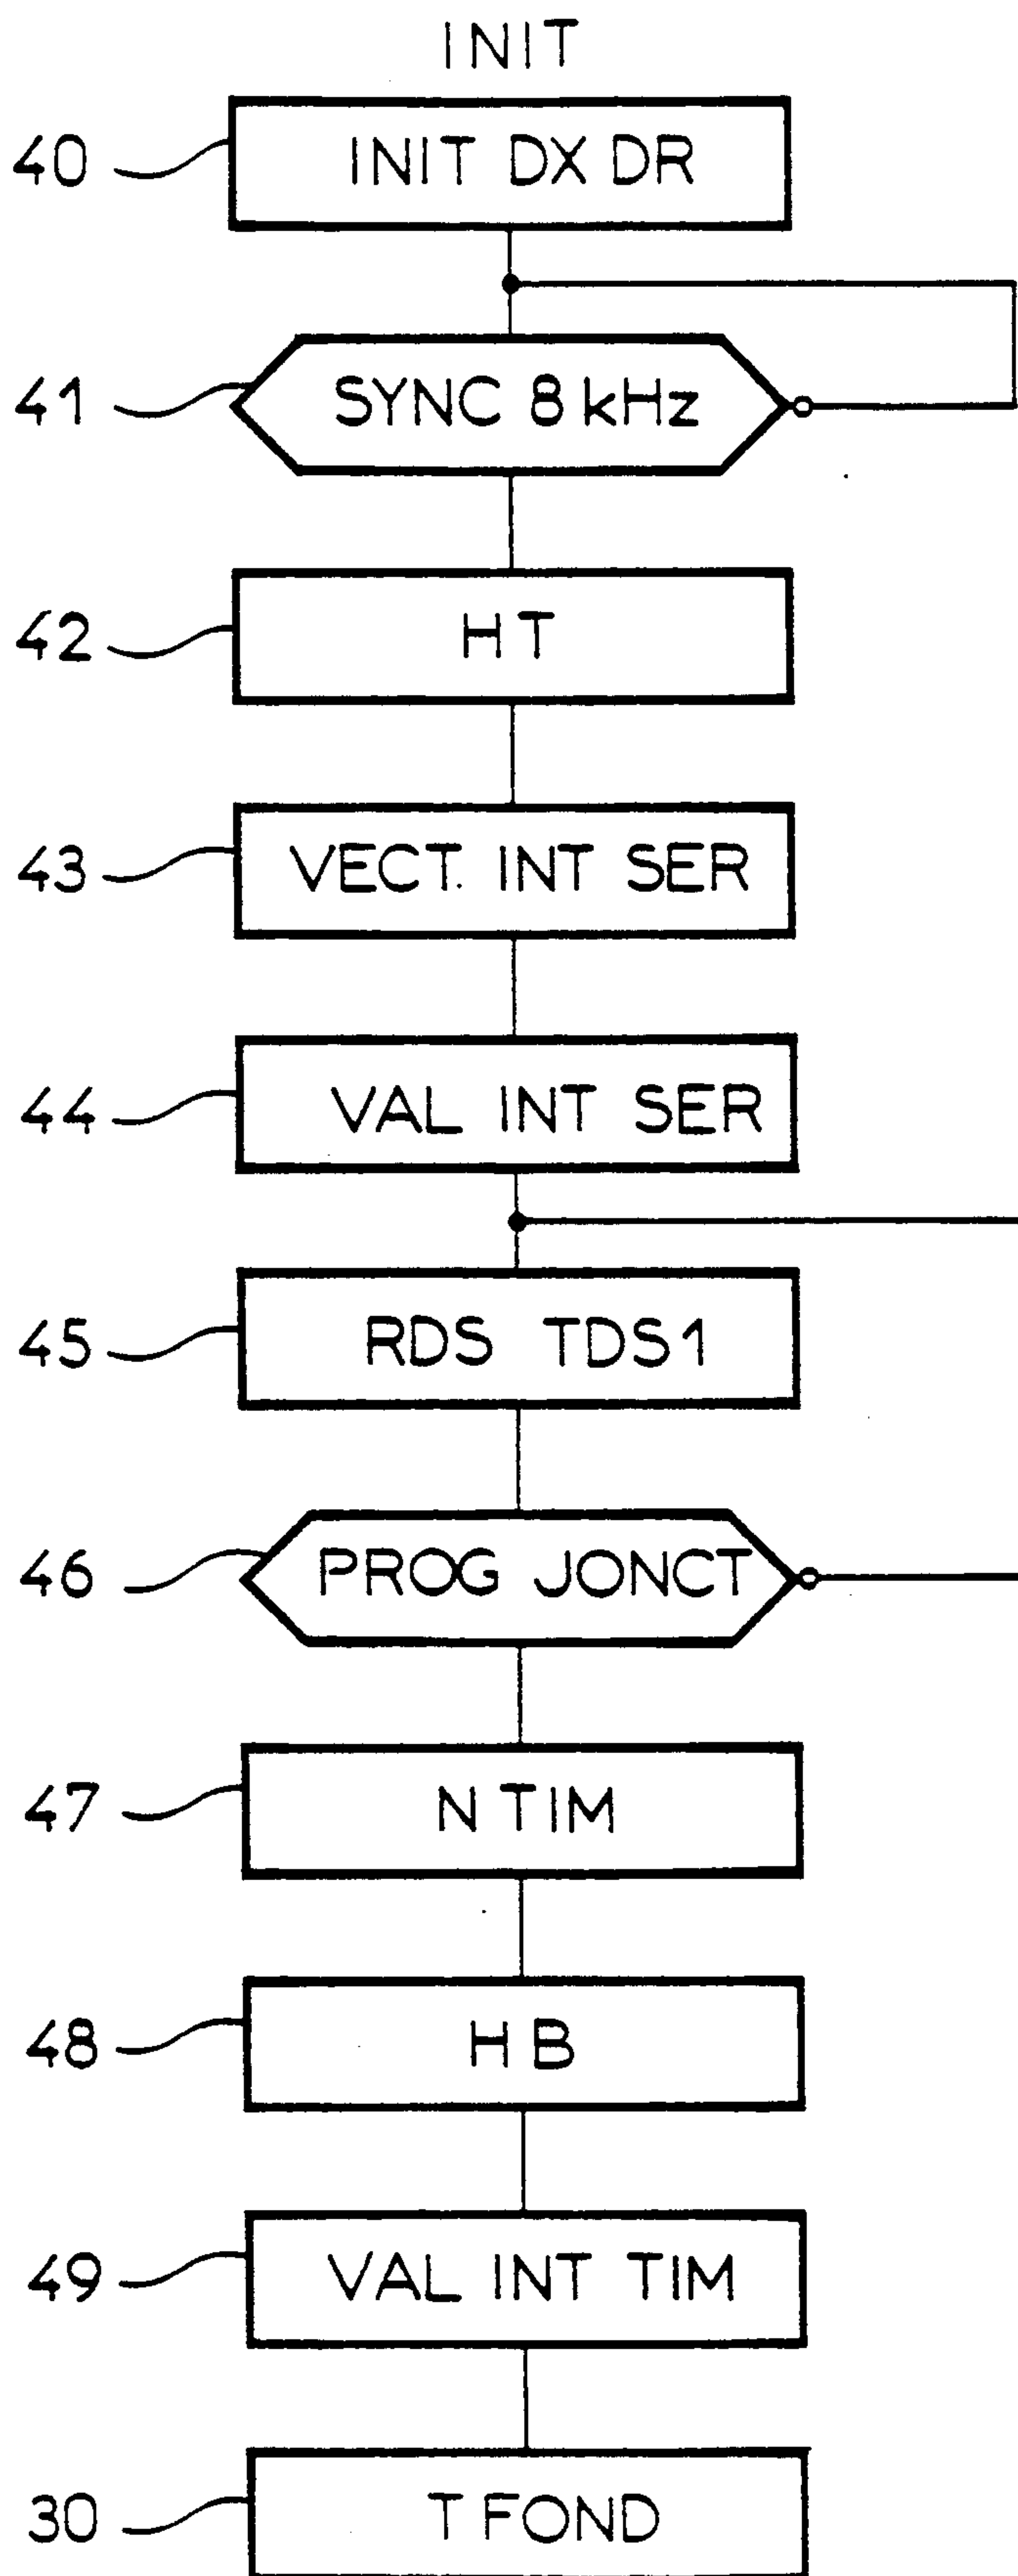 INIT
40 INIT DX DR
41 SYNC 8 kHz
42 HT
43 VECT. INT SER
44 VAL INT SER
45 RDS TDS1
46 PROG JONCT
47 N TIM
48 HB
49 VAL INT TIM
30 T FOND